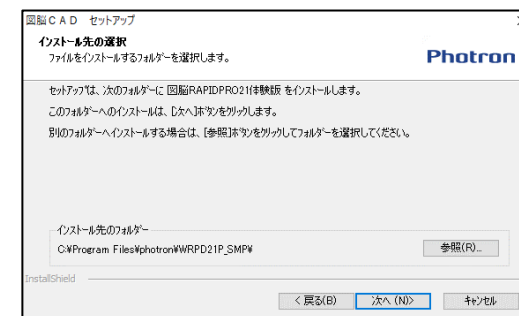 図脳CAD セットアップ
インストール先の選択
ファイルをインストールするフォルダーを選択します。
Photron
セットアップは、次のフォルダーに 図脳RAPIDPRO21体験版 をインストールします。
このフォルダーへのインストールは、[次へ]ボタンをクリックします。
別のフォルダーへインストールする場合は、[参照]ボタンをクリックしてフォルダーを選択してください。
インストール先のフォルダー
C:¥Program Files¥photron¥WRPD21P_SMP¥
参照(R)...
InstallShield
< 戻る(B)
次へ (N)>
キャンセル